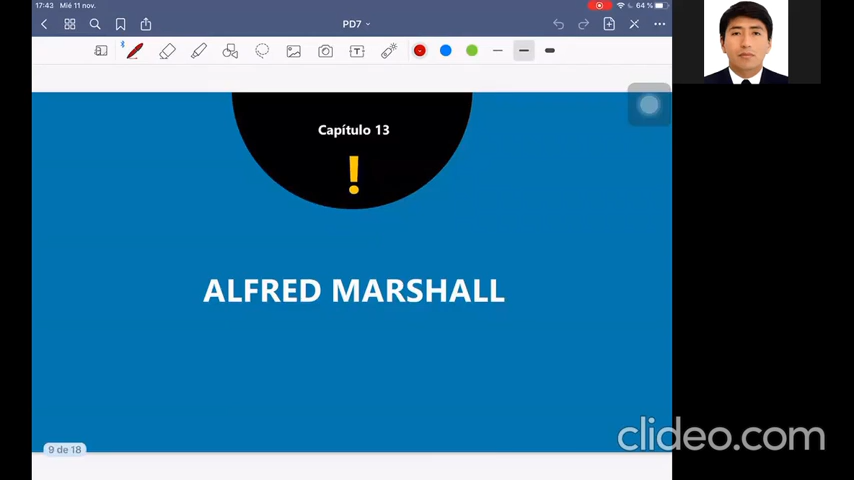 17:43 Mié 11 nov.
64 %
PD7
Capítulo 13
!
ALFRED MARSHALL
9 de 18
clideo.com